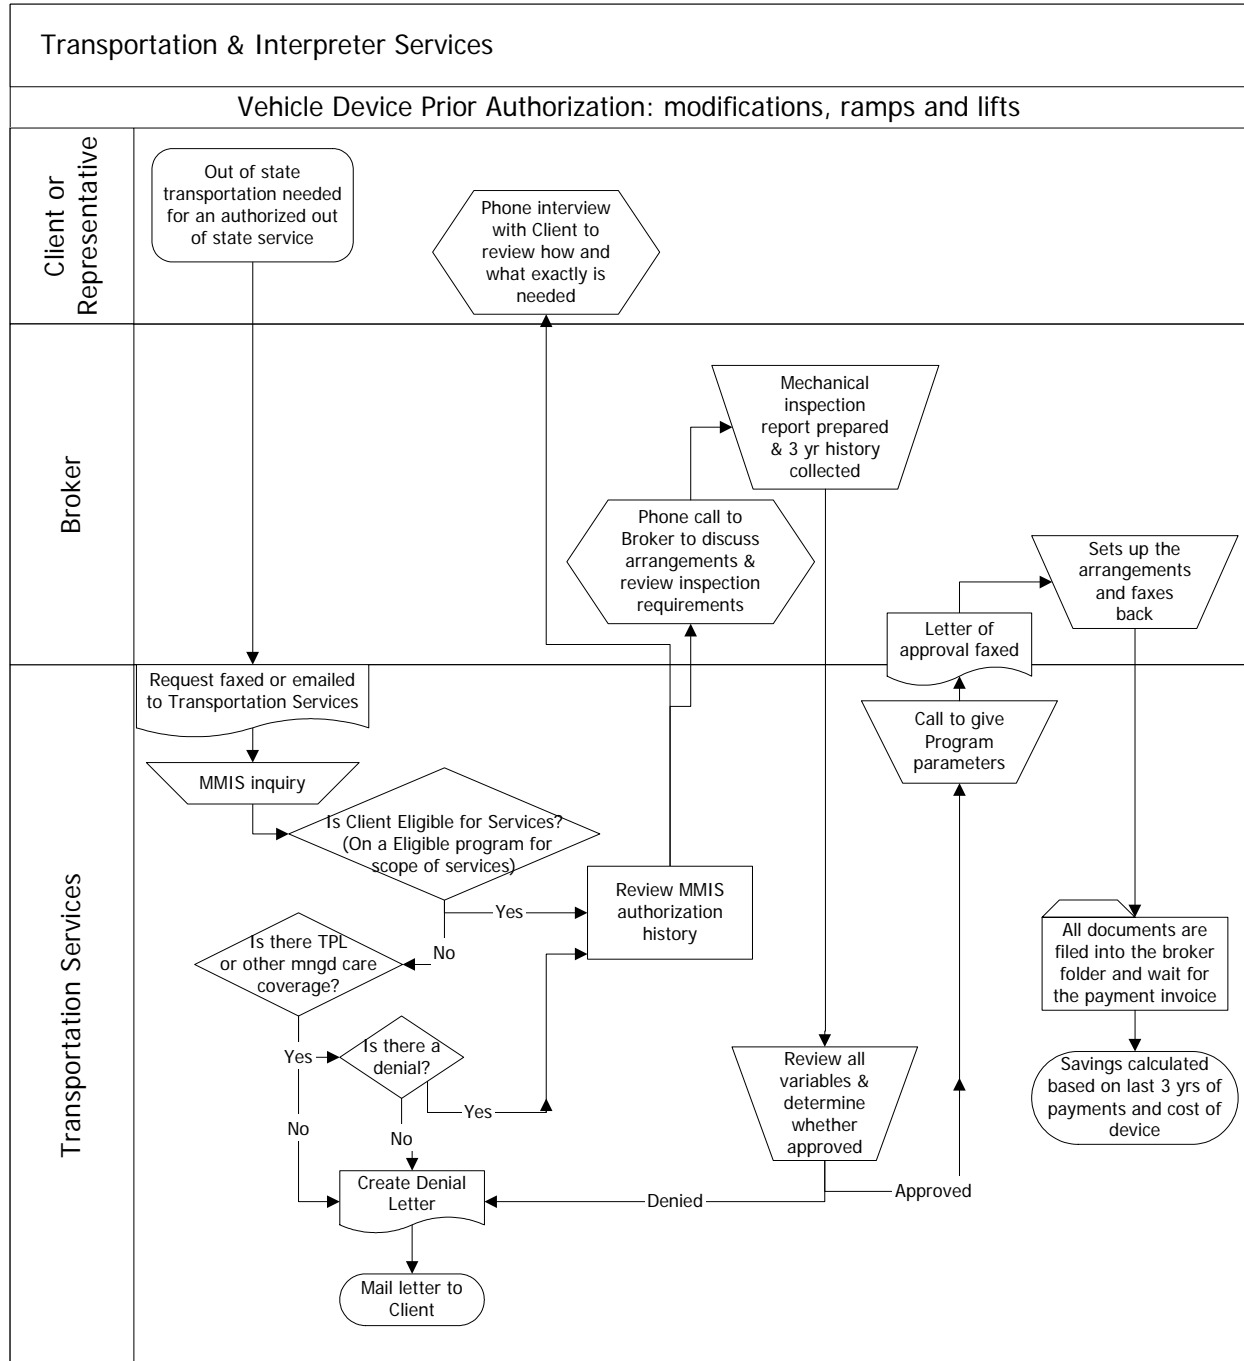 Transportation & Interpreter Services
Vehicle Device Prior Authorization: modifications, ramps and lifts
Client or
Representative
Out of state
transportation needed
for an authorized out
of state service
Phone interview
with Client to
review how and
what exactly is
needed
Broker
Mechanical
inspection
report prepared
& 3 yr history
collected
Phone call to
Broker to discuss
arrangements &
review inspection
requirements
Sets up the
arrangements
and faxes
back
Letter of
approval faxed
Transportation Services
Request faxed or emailed
to Transportation Services
MMIS inquiry
Is Client Eligible for Services?
(On a Eligible program for
scope of services)
Yes
No
Review MMIS
authorization
history
Is there TPL
or other mngd care
coverage?
Yes
No
Is there a
denial?
Yes
No
Create Denial
Letter
Mail letter to
Client
Review all
variables &
determine
whether
approved
Denied
Approved
Call to give
Program
parameters
All documents are
filed into the broker
folder and wait for
the payment invoice
Savings calculated
based on last 3 yrs of
payments and cost of
device